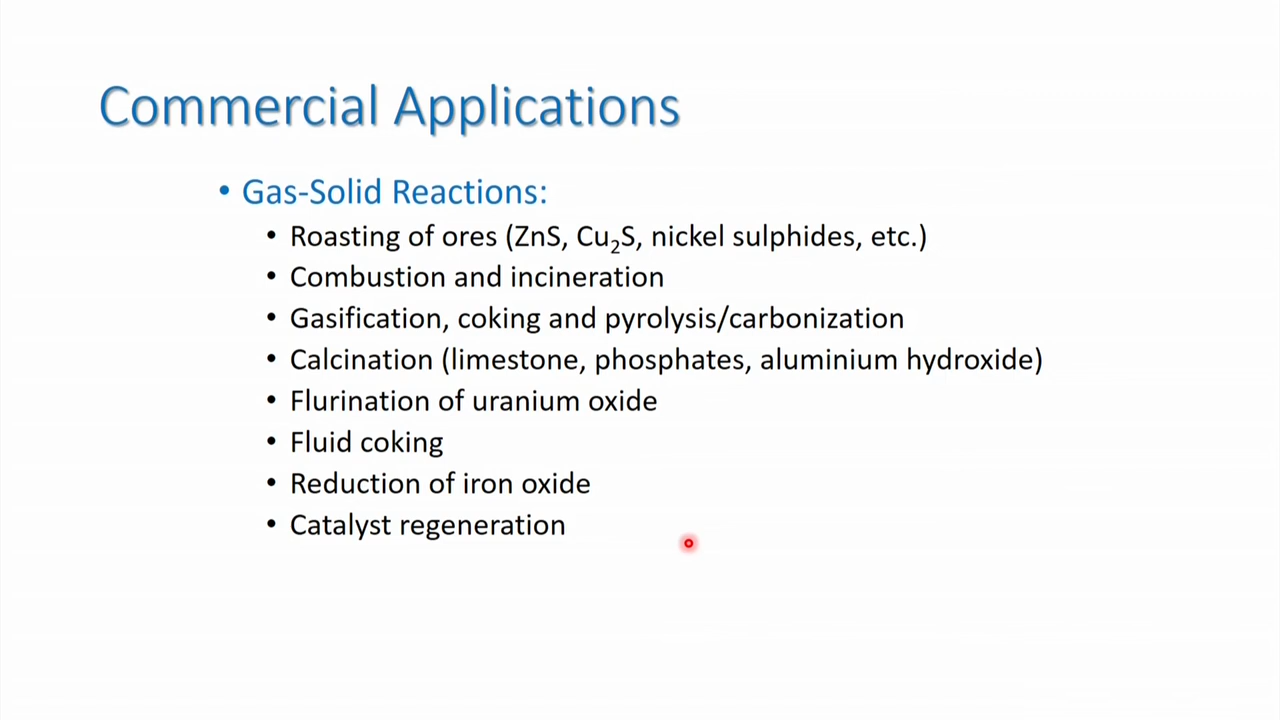 Commercial Applications
• Gas-Solid Reactions:
• Roasting of ores (ZnS, Cu₂S, nickel sulphides, etc.)
• Combustion and incineration
• Gasification, coking and pyrolysis/carbonization
• Calcination (limestone, phosphates, aluminium hydroxide)
• Flurination of uranium oxide
• Fluid coking
• Reduction of iron oxide
• Catalyst regeneration